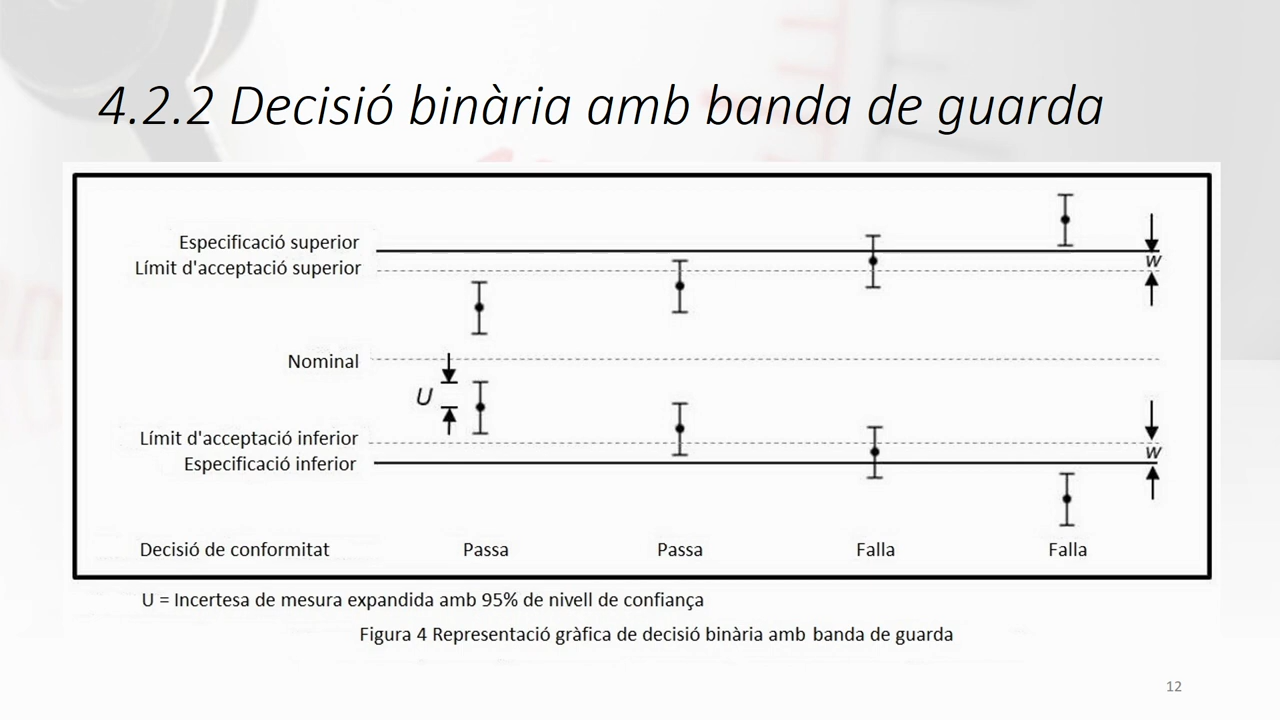 4.2.2 Decisió binària amb banda de guarda
Especificació superior
Límit d'acceptació superior
w
Nominal
U
Límit d'acceptació inferior
Especificació inferior
w
Decisió de conformitat Passa Passa Falla Falla
U = Incertesa de mesura expandida amb 95% de nivell de confiança
Figura 4 Representació gràfica de decisió binària amb banda de guarda
12